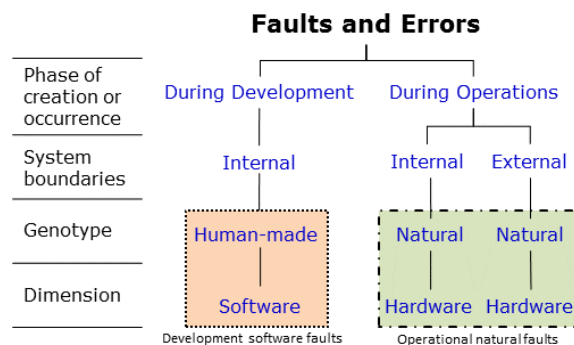 Faults and Errors
Phase of
creation or
occurrence
During Development
During Operations
System
boundaries
Internal
Internal
External
Genotype
Human-made
Natural
Natural
Dimension
Software
Hardware
Hardware
Development software faults
Operational natural faults